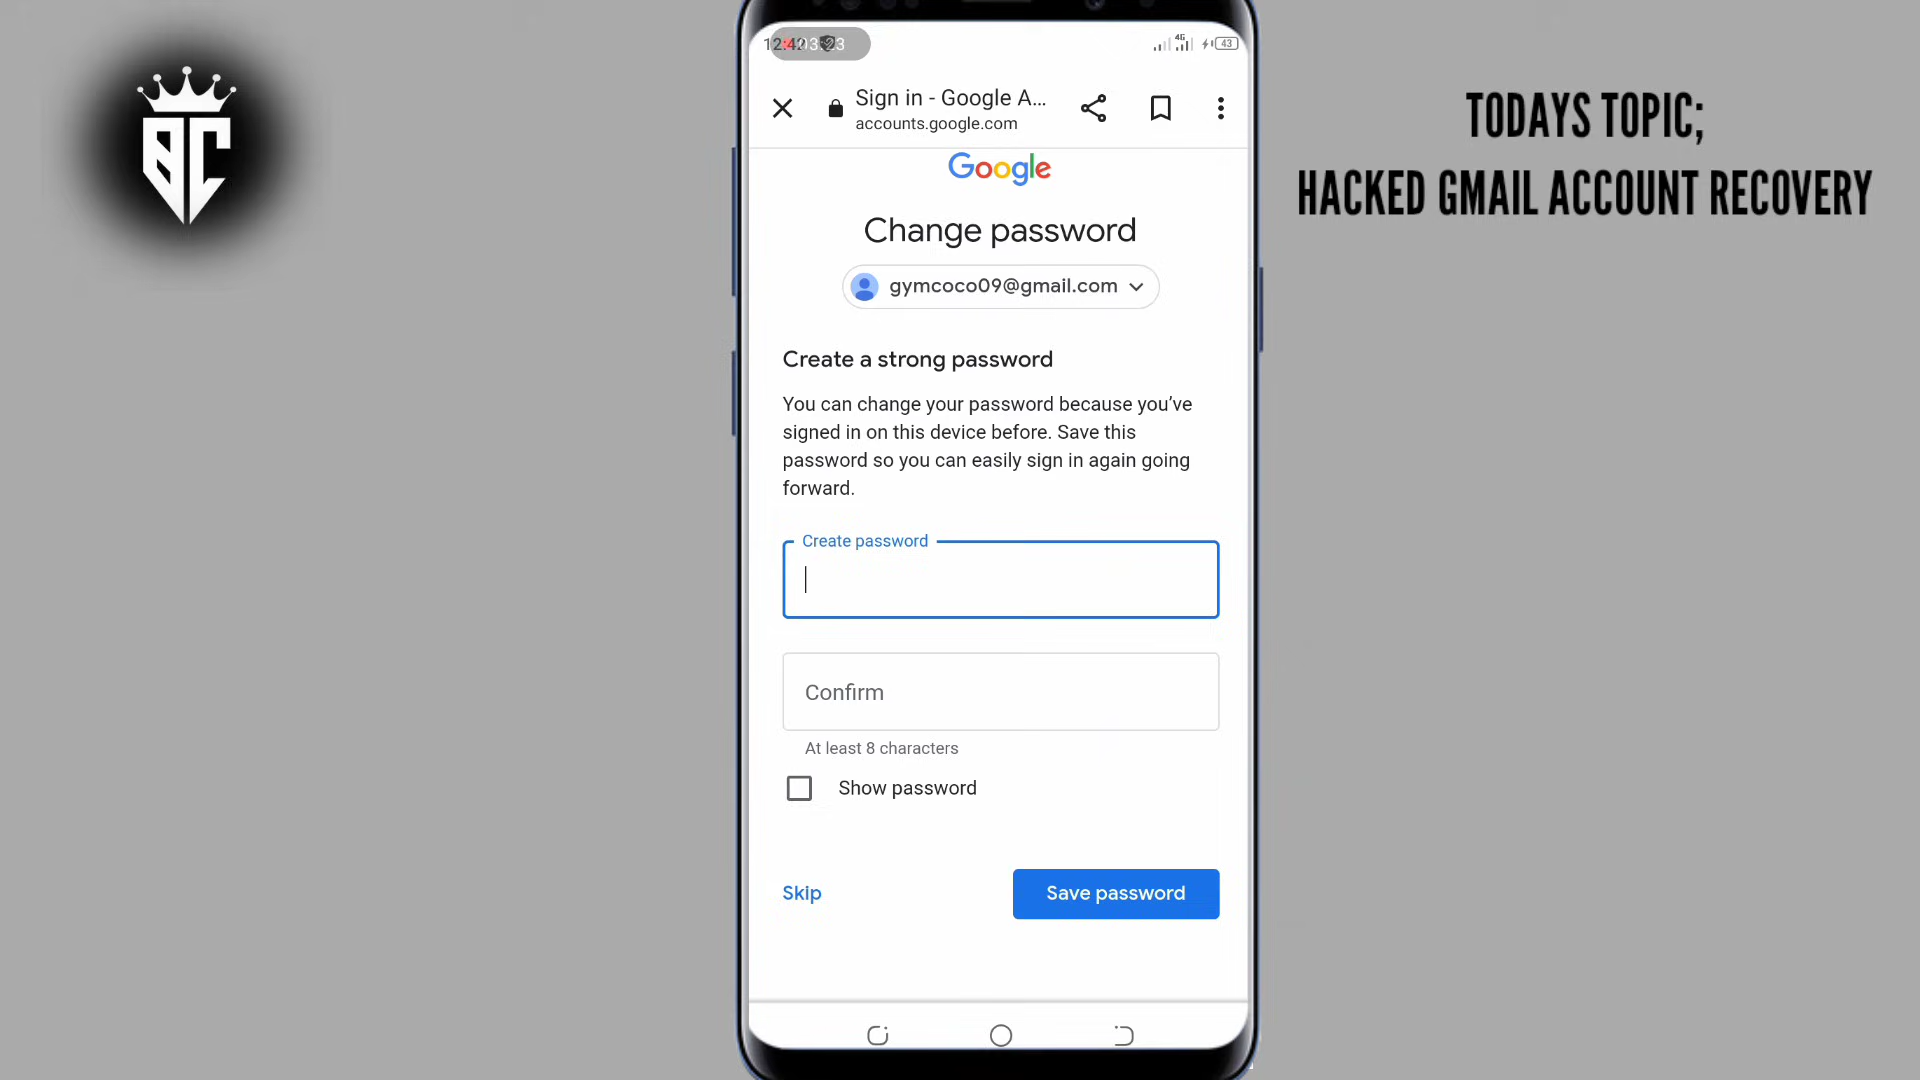 BC
TODAYS TOPIC;
HACKED GMAIL ACCOUNT RECOVERY
4G
43
Sign in - Google A...
accounts.google.com
Google
Change password
gymcoco09@gmail.com
Create a strong password
You can change your password because you’ve
signed in on this device before. Save this
password so you can easily sign in again going
forward.
Create password
Confirm
At least 8 characters
Show password
Skip
Save password